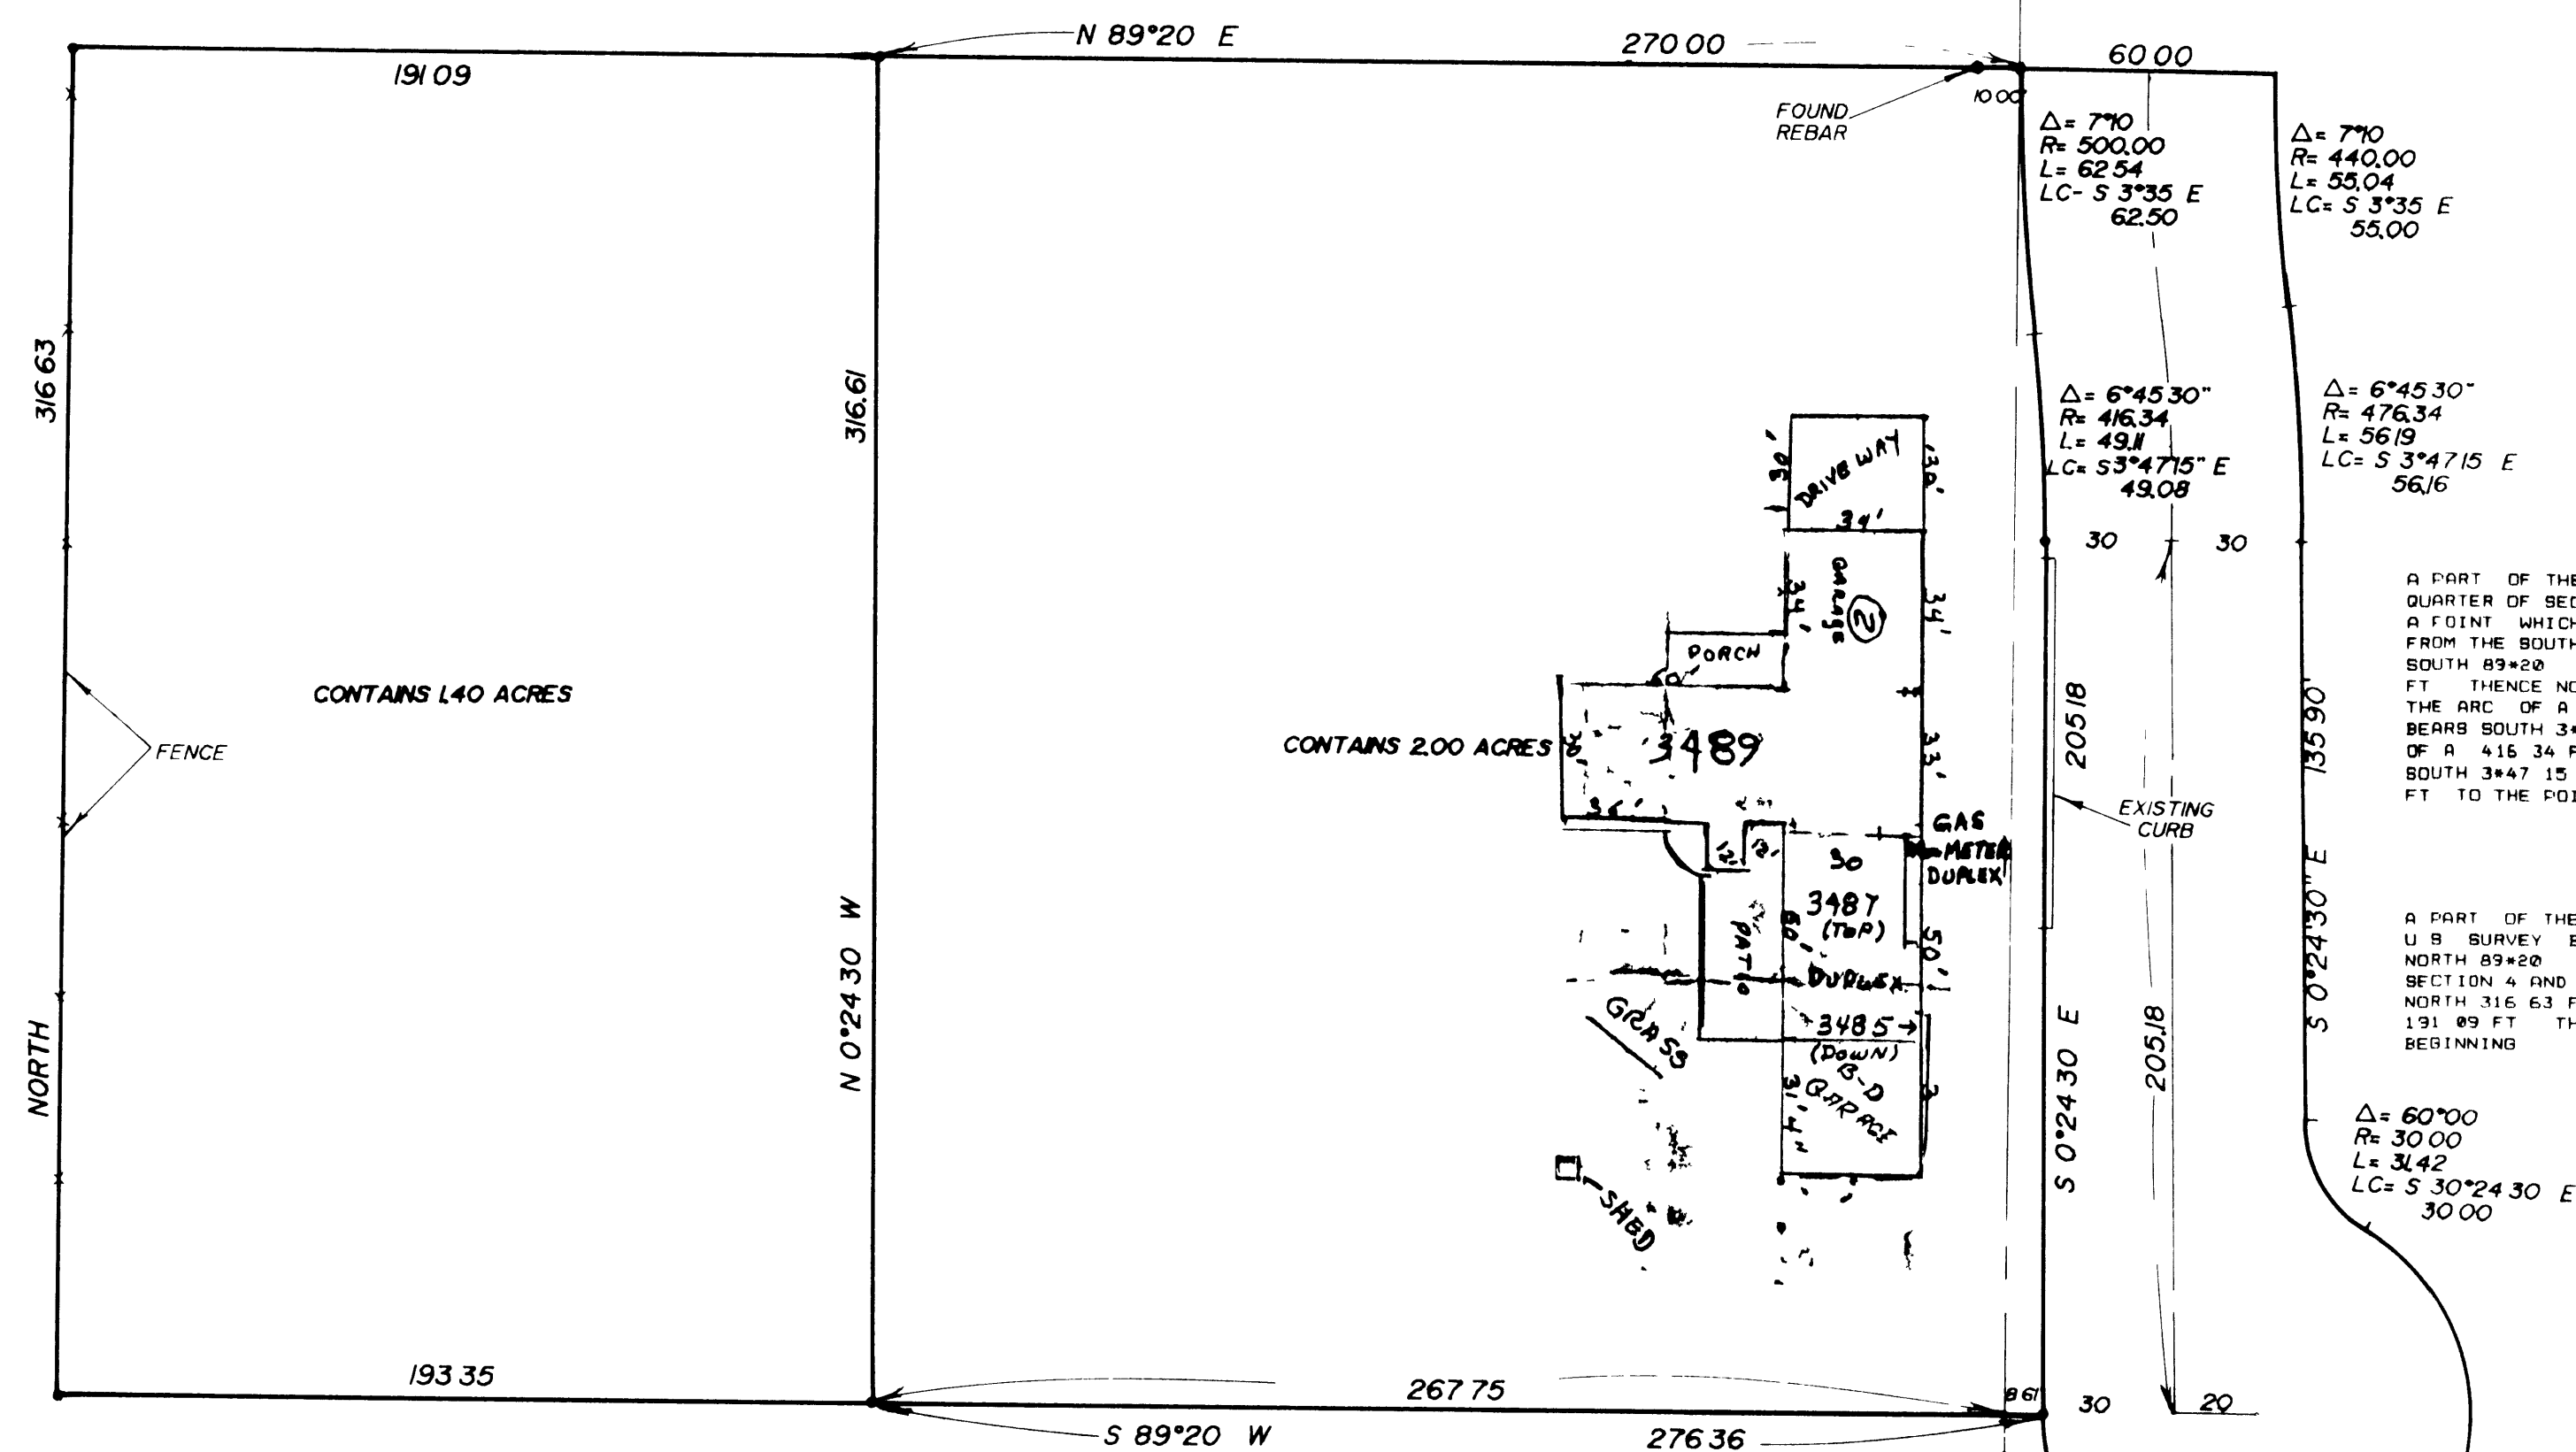 N 89°20 E
270 00
60 00
191 09
10 00
FOUND
REBAR
Δ= 7°10
R= 500.00
L= 62 54
LC- S 3°35 E
62.50
Δ= 7°10
R= 440.00
L= 55.04
LC= S 3°35 E
55.00
316 63
316.61
Δ= 6°45 30"
R= 416.34
L= 49.11
LC= S 3°47'15" E
49.08
Δ= 6°45 30"
R= 476.34
L= 56 19
LC= S 3°47 15 E
56.16
30'
DRIVE WAY
30'
34'
30
30
GARAGE
2
34'
34'
PORCH
A PART OF THE
QUARTER OF SEC
A POINT WHICH
FROM THE SOUTH
SOUTH 89*20
FT THENCE NO
THE ARC OF A
BEARS SOUTH 3*
OF A 416 34 F
SOUTH 3*47 15
FT TO THE POI
CONTAINS 1.40 ACRES
FENCE
CONTAINS 2.00 ACRES
30'
3489
33'
205 18
S 0°24'30" E 135 90'
EXISTING
CURB
36'
12'
12'
GAS
METER
DUPLEX
30
3487
(TOP)
PATIO
60'
50'
DUPLEX
3485
(DOWN)
B-D
GARAGE
31'4"
GRASS
SHED
N 0°24 30 W
NORTH
S 0°24 30 E
205.18
A PART OF THE
U S SURVEY B
NORTH 89*20
SECTION 4 AND
NORTH 316 63 F
191 09 FT TH
BEGINNING
Δ= 60°00
R= 30 00
L= 31.42
LC= S 30°24 30 E
30 00
193 35
267 75
8 61
30
20
S 89°20 W
276 36